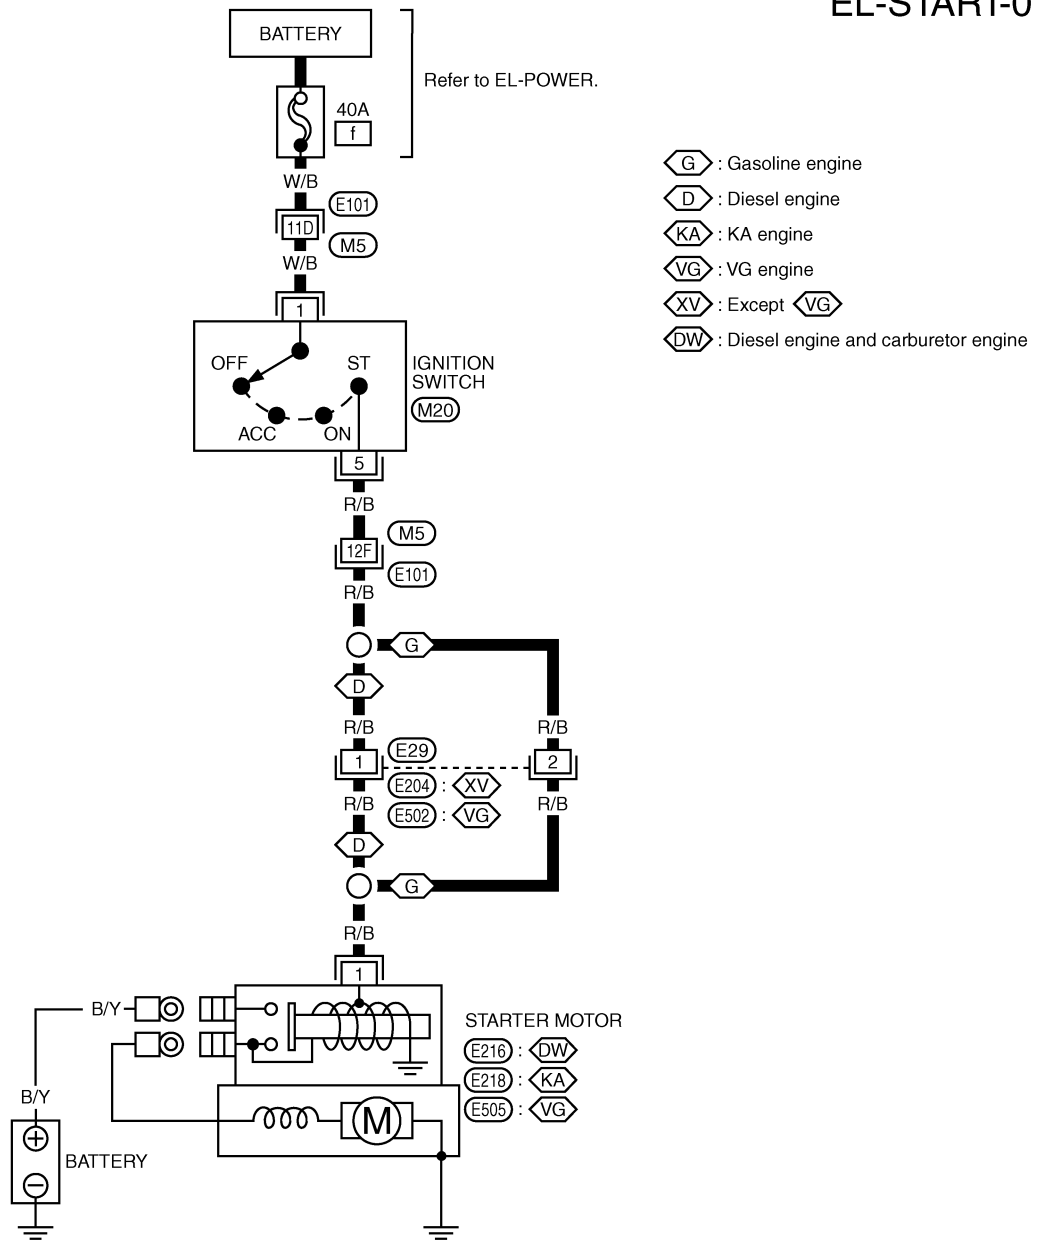 EL-START-0
BATTERY
Refer to EL-POWER.
40A
f
W/B
E101
11D
M5
W/B
1
OFF
ST
ACC
ON
IGNITION
SWITCH
M20
5
R/B
M5
12F
E101
R/B
G
D
R/B
R/B
1
E29
2
E204 : XV
R/B
R/B
E502 : VG
D
G
R/B
1
B/Y
STARTER MOTOR
E216 : DW
E218 : KA
E505 : VG
M
B/Y
BATTERY
G : Gasoline engine
D : Diesel engine
KA : KA engine
VG : VG engine
XV : Except VG
DW : Diesel engine and carburetor engine